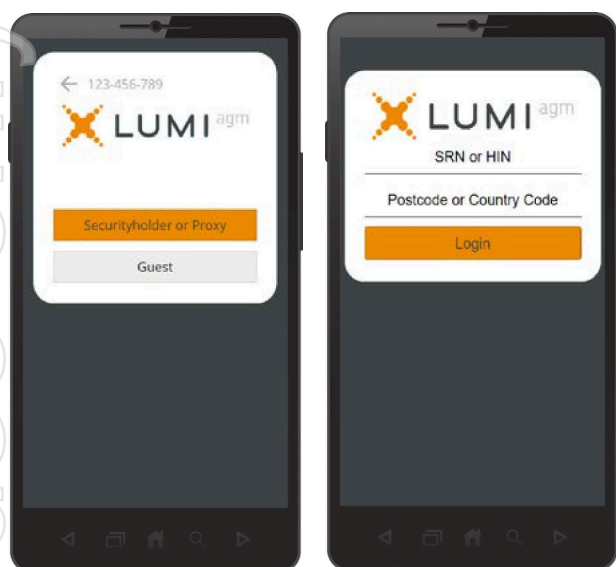 123-456-789
LUMI agm
Securityholder or Proxy
Guest
LUMI agm
SRN or HIN
Postcode or Country Code
Login